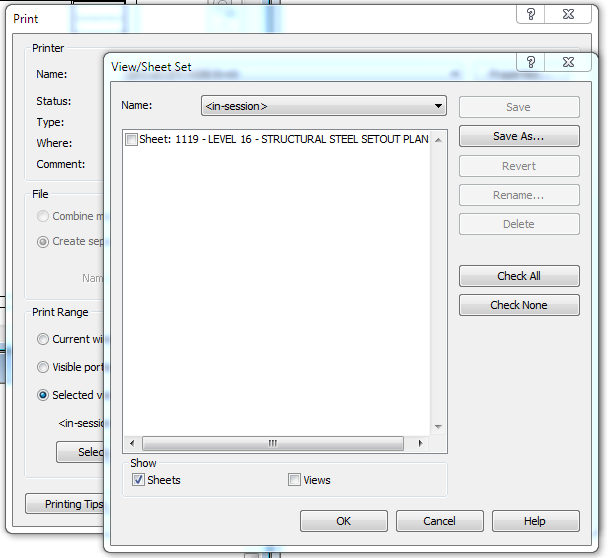 Print
View/Sheet Set
Printer
Name:
Status:
Type:
Where:
Comment:
File
Combine m
Create sep
Nam
Print Range
Current wi
Visible port
Selected vi
<in-sessio
Selec
Printing Tips
Name:
<in-session>
Save
Save As...
Revert
Rename...
Delete
Check All
Check None
Sheet: 1119 - LEVEL 16 - STRUCTURAL STEEL SETOUT PLAN
Show
Sheets
Views
OK
Cancel
Help